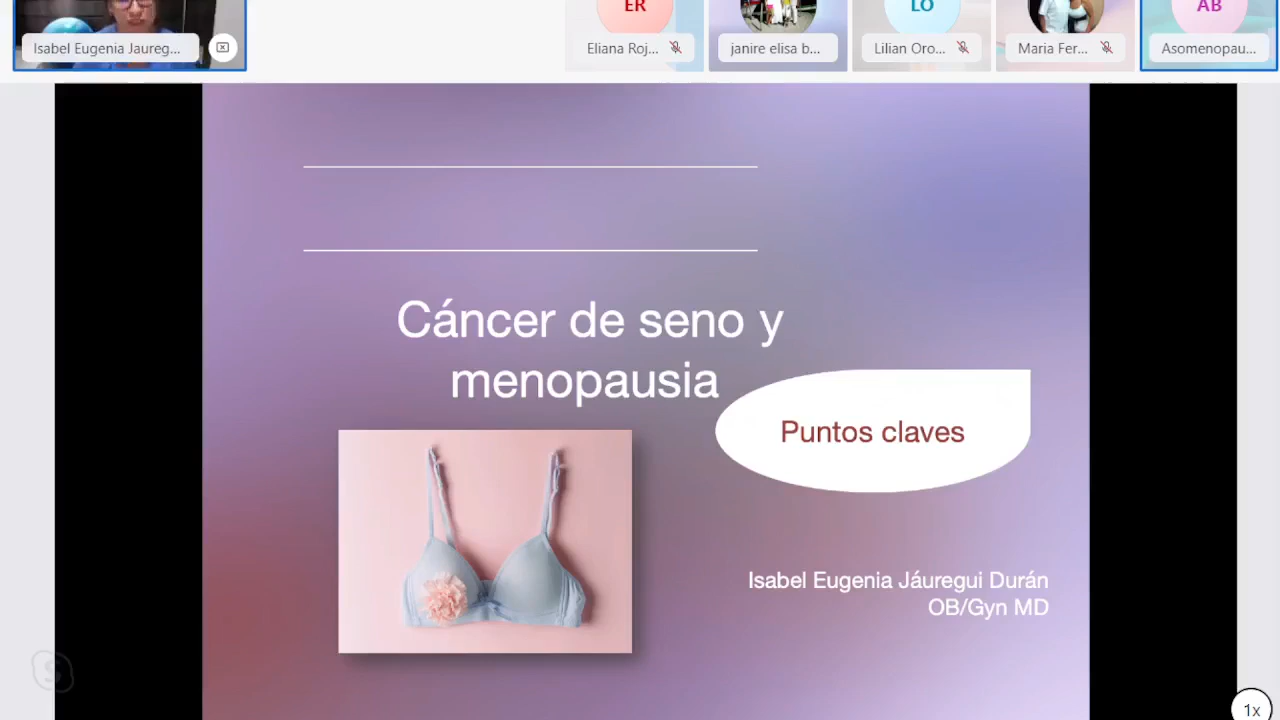 ER
LO
AB
Isabel Eugenia Jaureg...
Eliana Roj...
janire elisa b...
Lilian Oro...
Maria Fer...
Asomenopau...
Cáncer de seno y
menopausia
Puntos claves
Isabel Eugenia Jáuregui Durán
OB/Gyn MD
S
1x